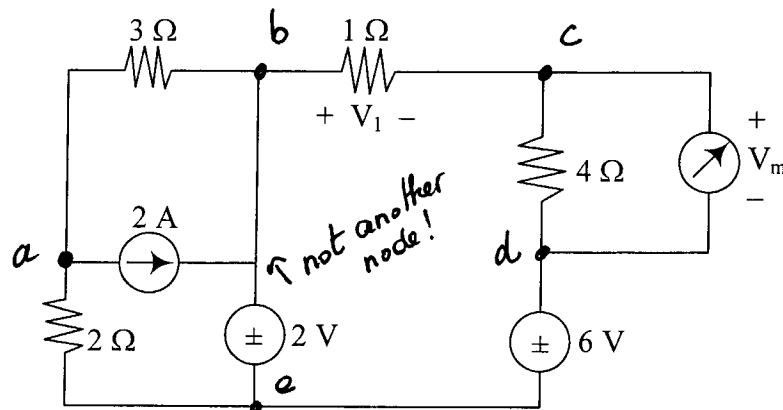 b
c
3 Ω
1 Ω
+ V₁ −
+
Vₘ
−
4 Ω
2 A
a
↖ not another
node!
d
2 Ω
± 2 V
± 6 V
e